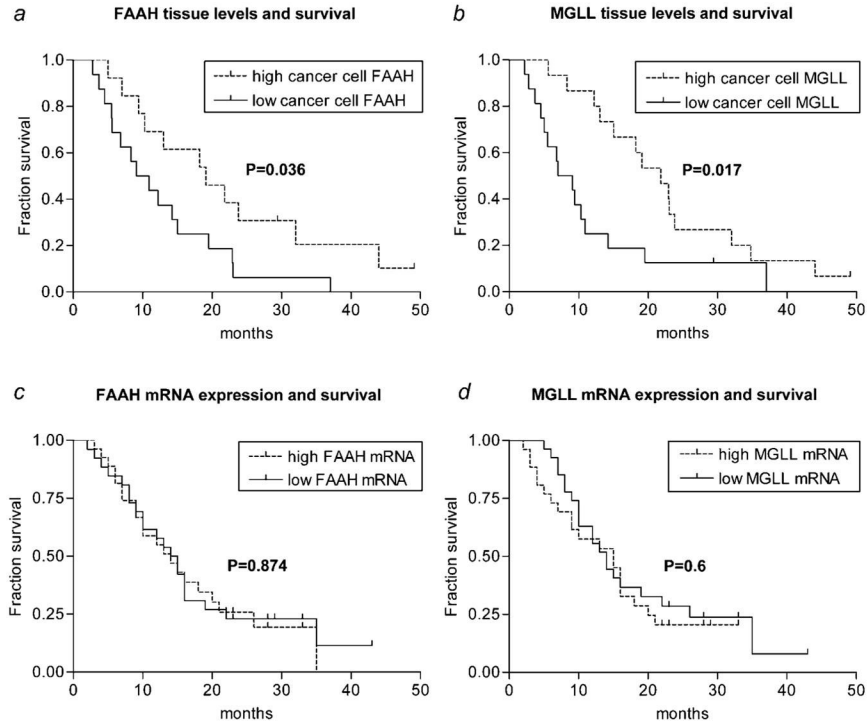 a FAAH tissue levels and survival
1.0
0.8
0.6
0.4
0.2
0.0
Fraction survival
high cancer cell FAAH
low cancer cell FAAH
P=0.036
0 10 20 30 40 50
months
b MGLL tissue levels and survival
1.0
0.8
0.6
0.4
0.2
0.0
Fraction survival
high cancer cell MGLL
low cancer cell MGLL
P=0.017
0 10 20 30 40 50
months
c FAAH mRNA expression and survival
1.00
0.75
0.50
0.25
0.00
Fraction survival
high FAAH mRNA
low FAAH mRNA
P=0.874
0 10 20 30 40 50
months
d MGLL mRNA expression and survival
1.00
0.75
0.50
0.25
0.00
Fraction survival
high MGLL mRNA
low MGLL mRNA
P=0.6
0 10 20 30 40 50
months